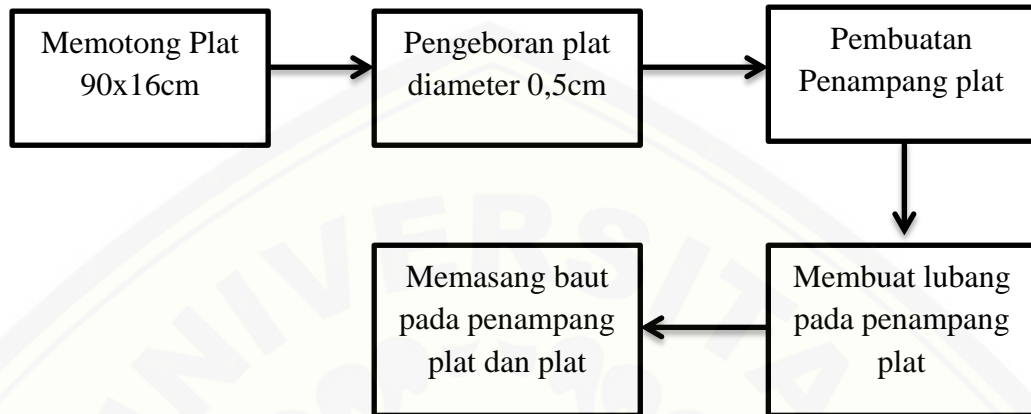 Memotong Plat
90x16cm
Pengeboran plat
diameter 0,5cm
Pembuatan
Penampang plat
Membuat lubang
pada penampang
plat
Memasang baut
pada penampang
plat dan plat
UNIVERSITA